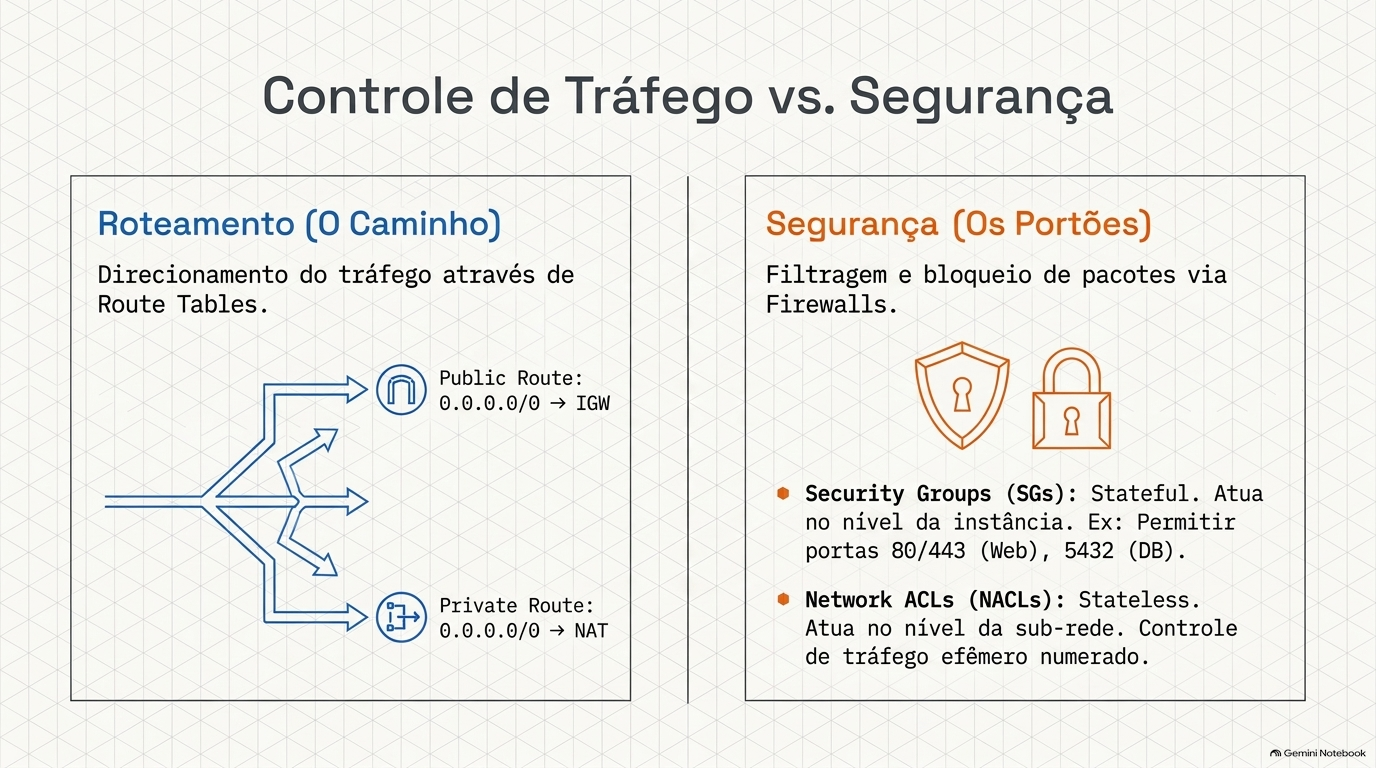 Controle de Tráfego vs. Segurança
Roteamento (O Caminho)
Direcionamento do tráfego através de
Route Tables.
Public Route:
0.0.0.0/0 → IGW
Private Route:
0.0.0.0/0 → NAT
Segurança (Os Portões)
Filtragem e bloqueio de pacotes via
Firewalls.
Security Groups (SGs): Stateful. Atua
no nível da instância. Ex: Permitir
portas 80/443 (Web), 5432 (DB).
Network ACLs (NACLs): Stateless.
Atua no nível da sub-rede. Controle
de tráfego efêmero numerado.
Gemini Notebook